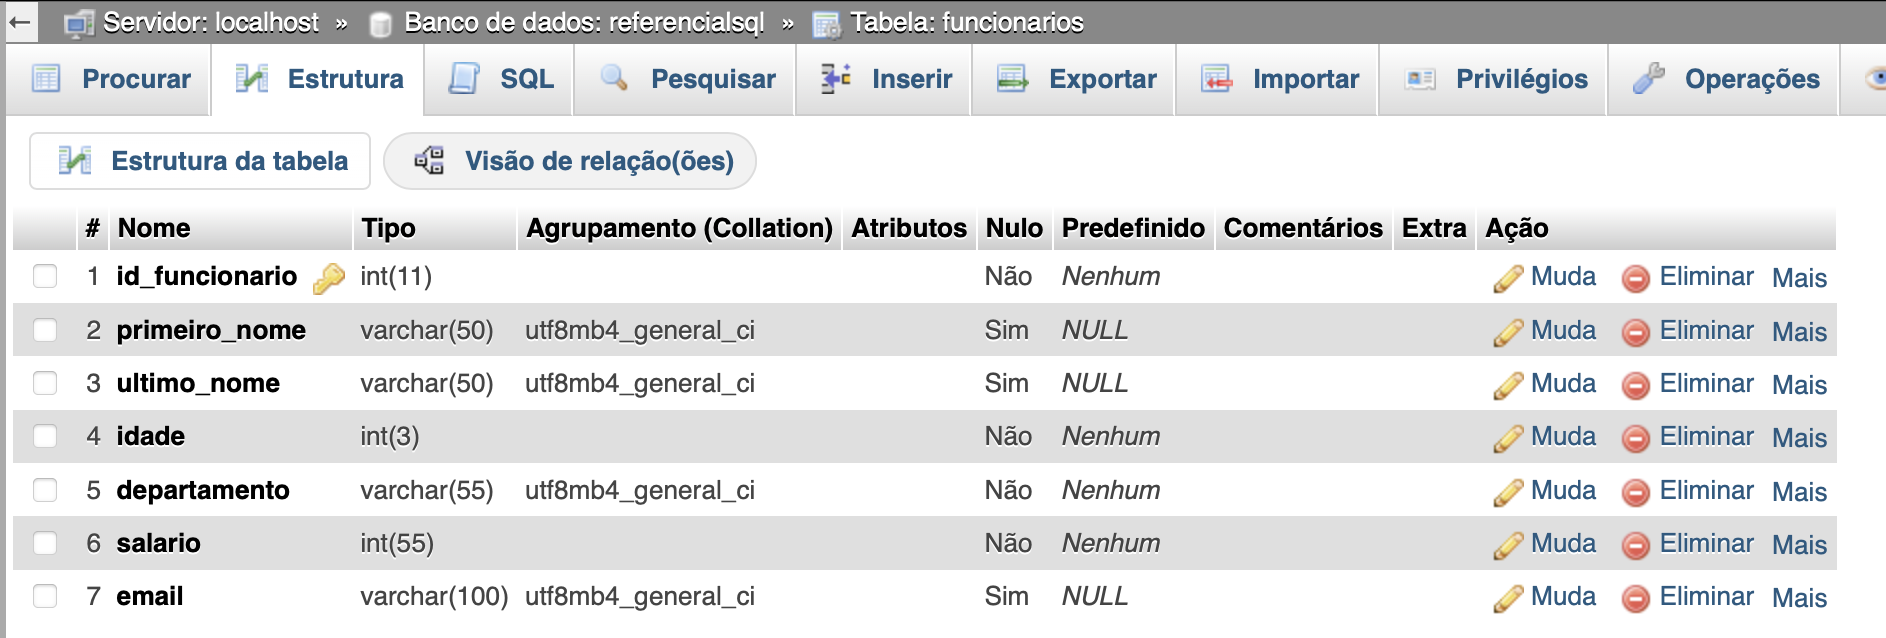 Servidor: localhost » Banco de dados: referencialsql » Tabela: funcionarios
Procurar Estrutura SQL Pesquisar Inserir Exportar Importar Privilégios Operações
Estrutura da tabela Visão de relação(ões)
# Nome Tipo Agrupamento (Collation) Atributos Nulo Predefinido Comentários Extra Ação
1 id_funcionario int(11) Não Nenhum Muda Eliminar Mais
2 primeiro_nome varchar(50) utf8mb4_general_ci Sim NULL Muda Eliminar Mais
3 ultimo_nome varchar(50) utf8mb4_general_ci Sim NULL Muda Eliminar Mais
4 idade int(3) Não Nenhum Muda Eliminar Mais
5 departamento varchar(55) utf8mb4_general_ci Não Nenhum Muda Eliminar Mais
6 salario int(55) Não Nenhum Muda Eliminar Mais
7 email varchar(100) utf8mb4_general_ci Sim NULL Muda Eliminar Mais